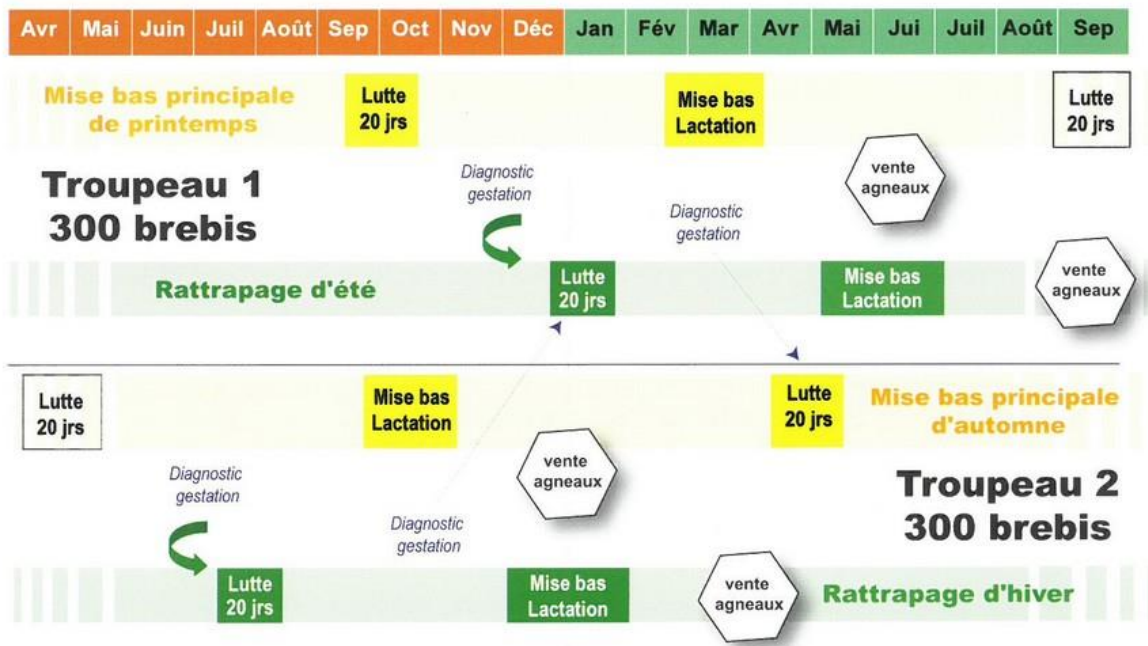 Avr Mai Juin Juil Août Sep Oct Nov Déc Jan Fév Mar Avr Mai Jui Juil Août Sep
Mise bas principale
de printemps
Lutte
20 jrs
Mise bas
Lactation
Lutte
20 jrs
vente
agneaux
Troupeau 1
300 brebis
Diagnostic
gestation
Diagnostic
gestation
Rattrapage d'été
Lutte
20 jrs
Mise bas
Lactation
vente
agneaux
Lutte
20 jrs
Mise bas
Lactation
Lutte
20 jrs
Mise bas principale
d'automne
vente
agneaux
Diagnostic
gestation
Diagnostic
gestation
Troupeau 2
300 brebis
Lutte
20 jrs
Mise bas
Lactation
vente
agneaux
Rattrapage d'hiver